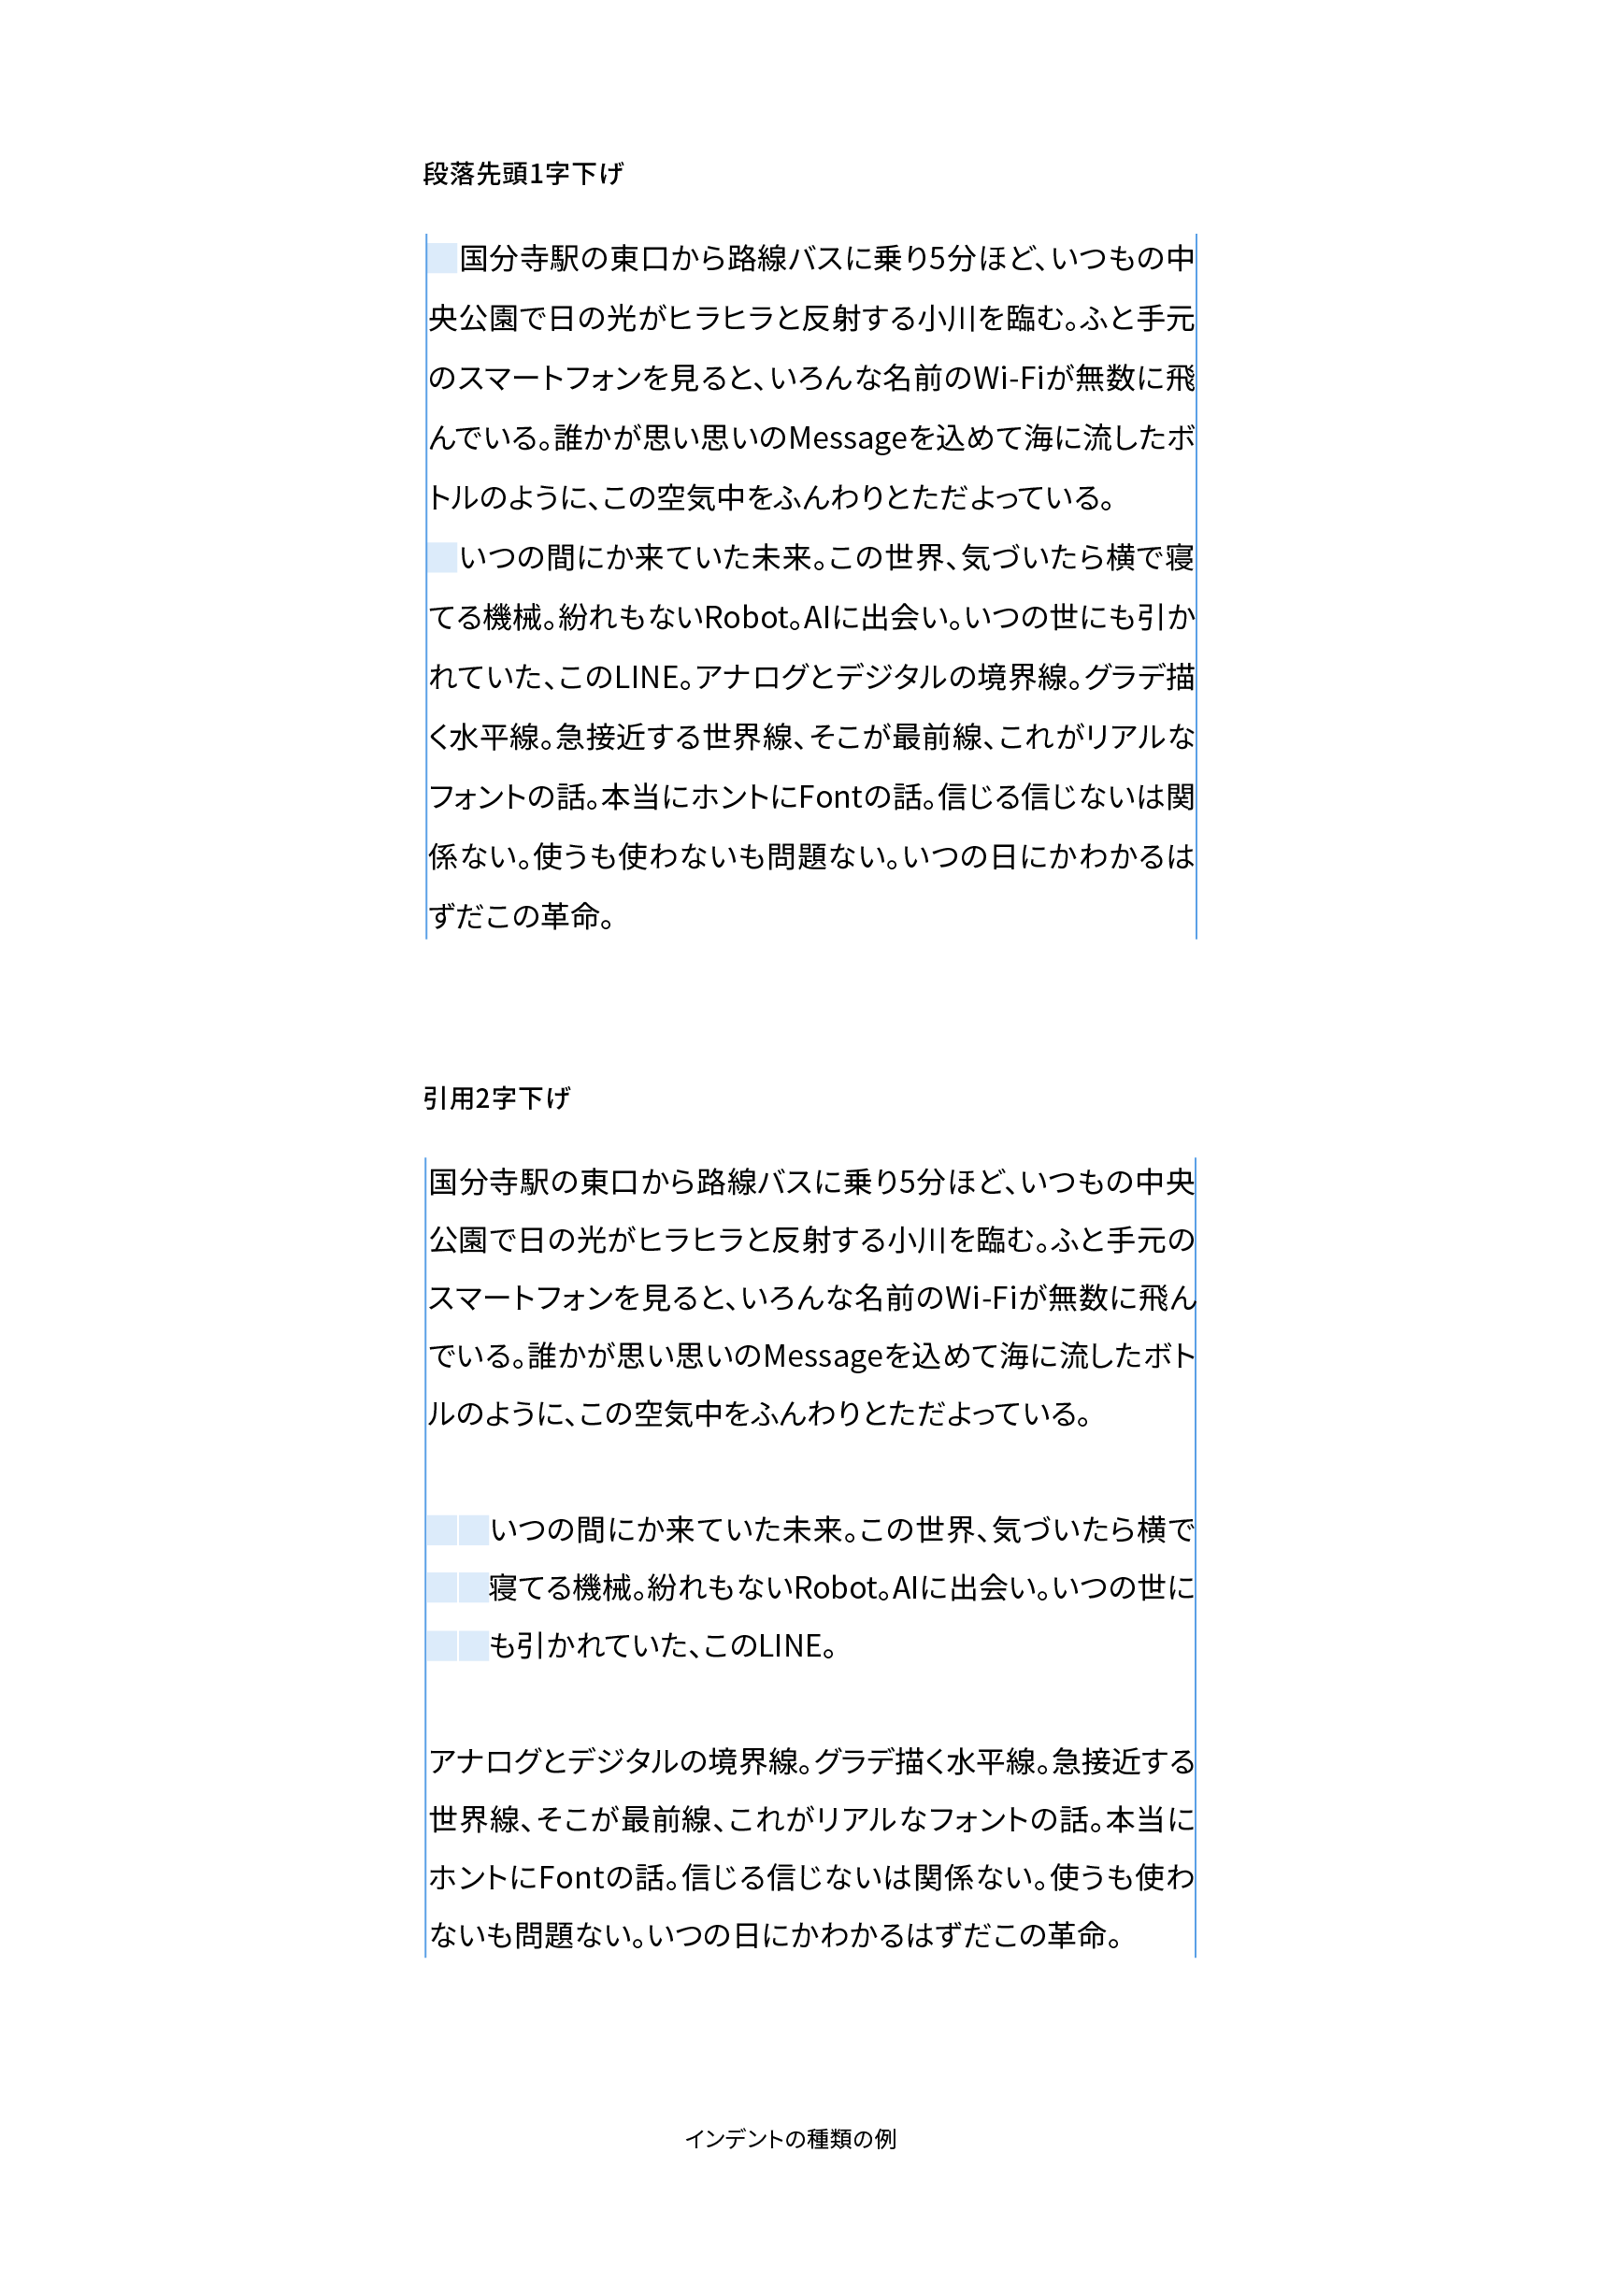 段落先頭1字下げ
　国分寺駅の東口から路線バスに乗り5分ほど、いつもの中
央公園で日の光がヒラヒラと反射する小川を臨む。ふと手元
のスマートフォンを見ると、いろんな名前のWi-Fiが無数に飛
んでいる。誰かが思い思いのMessageを込めて海に流したボ
トルのように、この空気中をふんわりとただよっている。
　いつの間にか来ていた未来。この世界、気づいたら横で寝
てる機械。紛れもないRobot。AIに出会い。いつの世にも引か
れていた、このLINE。アナログとデジタルの境界線。グラデ描
く水平線。急接近する世界線、そこが最前線、これがリアルな
フォントの話。本当にホントにFontの話。信じる信じないは関
係ない。使うも使わないも問題ない。いつの日にかわかるは
ずだこの革命。
引用2字下げ
国分寺駅の東口から路線バスに乗り5分ほど、いつもの中央
公園で日の光がヒラヒラと反射する小川を臨む。ふと手元の
スマートフォンを見ると、いろんな名前のWi-Fiが無数に飛ん
でいる。誰かが思い思いのMessageを込めて海に流したボト
ルのように、この空気中をふんわりとただよっている。
　　いつの間にか来ていた未来。この世界、気づいたら横で
　　寝てる機械。紛れもないRobot。AIに出会い。いつの世に
　　も引かれていた、このLINE。
アナログとデジタルの境界線。グラデ描く水平線。急接近する
世界線、そこが最前線、これがリアルなフォントの話。本当に
ホントにFontの話。信じる信じないは関係ない。使うも使わ
ないも問題ない。いつの日にかわかるはずだこの革命。
インデントの種類の例